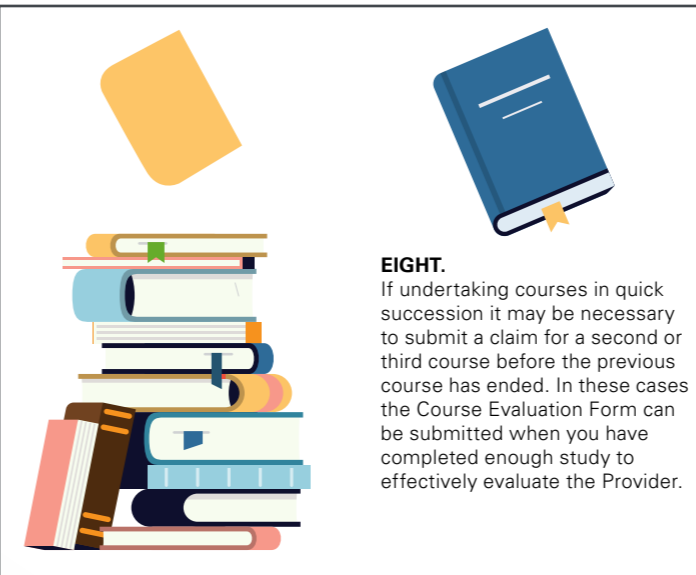 EIGHT.
If undertaking courses in quick
succession it may be necessary
to submit a claim for a second or
third course before the previous
course has ended. In these cases
the Course Evaluation Form can
be submitted when you have
completed enough study to
effectively evaluate the Provider.